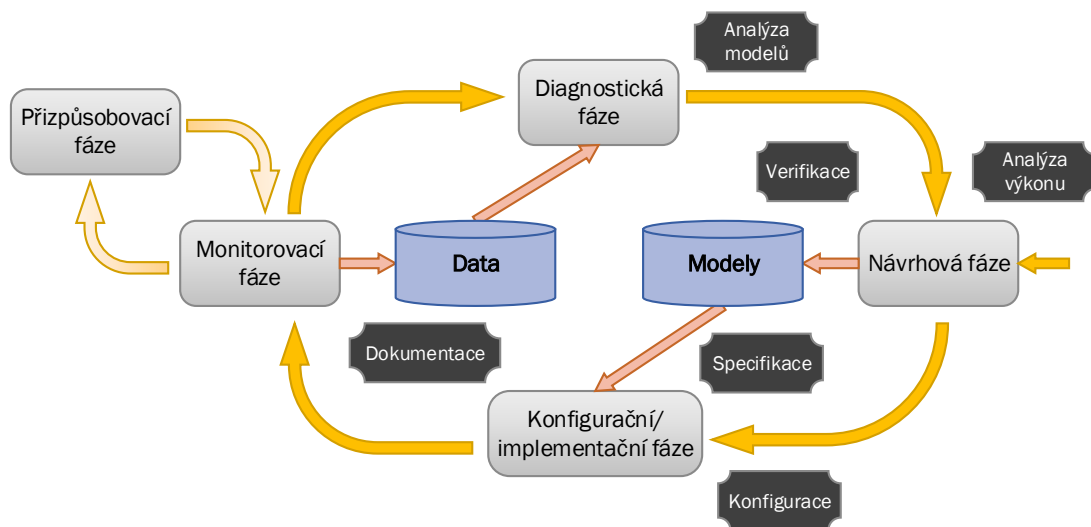 Analýza
modelů
Diagnostická
fáze
Přizpůsobovací
fáze
Verifikace
Analýza
výkonu
Monitorovací
fáze
Data
Modely
Návrhová fáze
Dokumentace
Specifikace
Konfigurační/
implementační fáze
Konfigurace